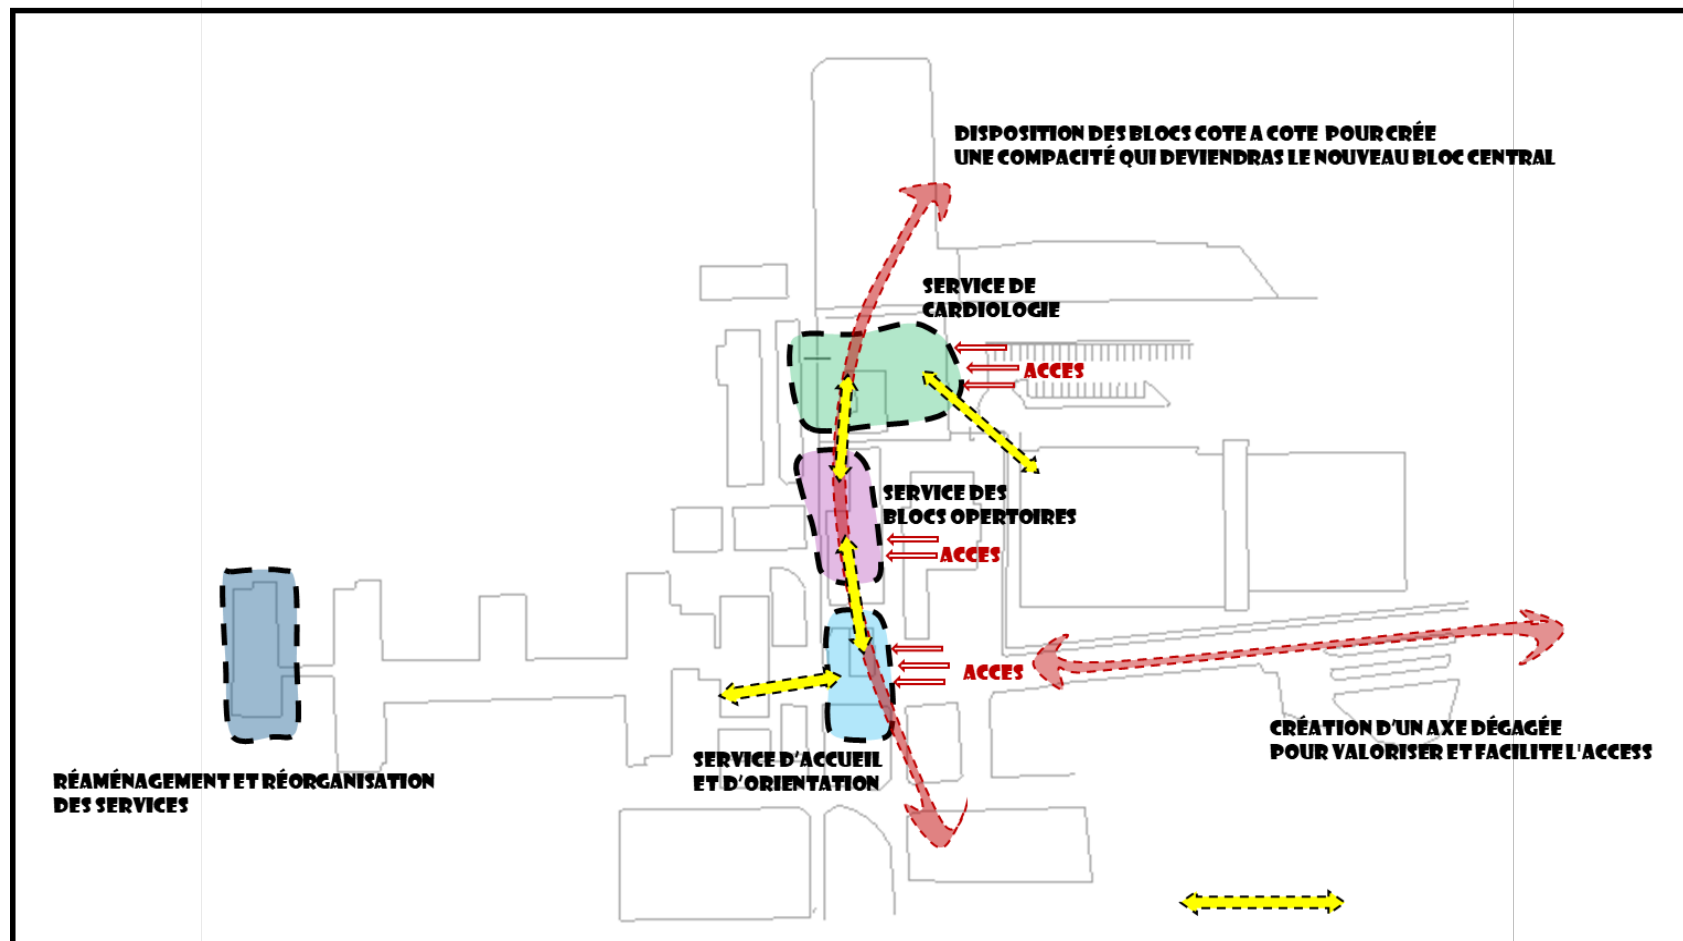 DISPOSITION DES BLOCS COTE A COTE POUR CRÉE
UNE COMPACITÉ QUI DEVIENDRAS LE NOUVEAU BLOC CENTRAL
SERVICE DE
CARDIOLOGIE
ACCES
SERVICE DES
BLOCS OPERTOIRES
ACCES
ACCES
CRÉATION D'UN AXE DÉGAGÉE
POUR VALORISER ET FACILITE L'ACCESS
SERVICE D'ACCUEIL
ET D'ORIENTATION
RÉAMÉNAGEMENT ET RÉORGANISATION
DES SERVICES